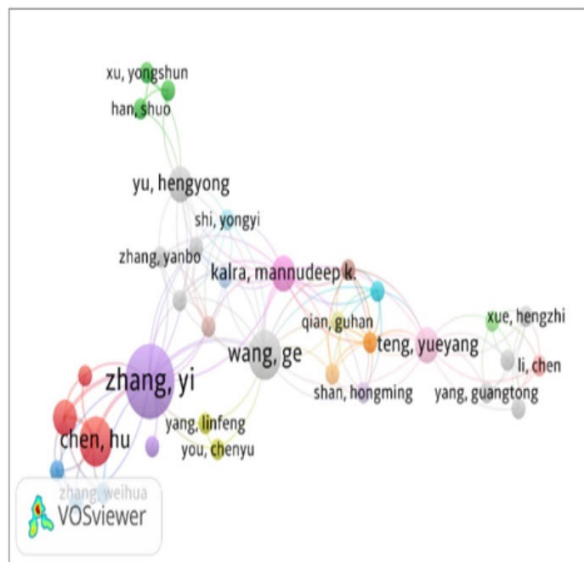 xu, yongshun
han, shuo
yu, hengyong
shi, yongyi
zhang, yanbo
kalra, mannudeep k.
xue, hengzhi
qian, guhan
wang, ge
teng, yueyang
li, chen
zhang, yi
shan, hongming
yang, guangtong
yang, linfeng
chen, hu
you, chenyu
zhang, weihua
VOSviewer